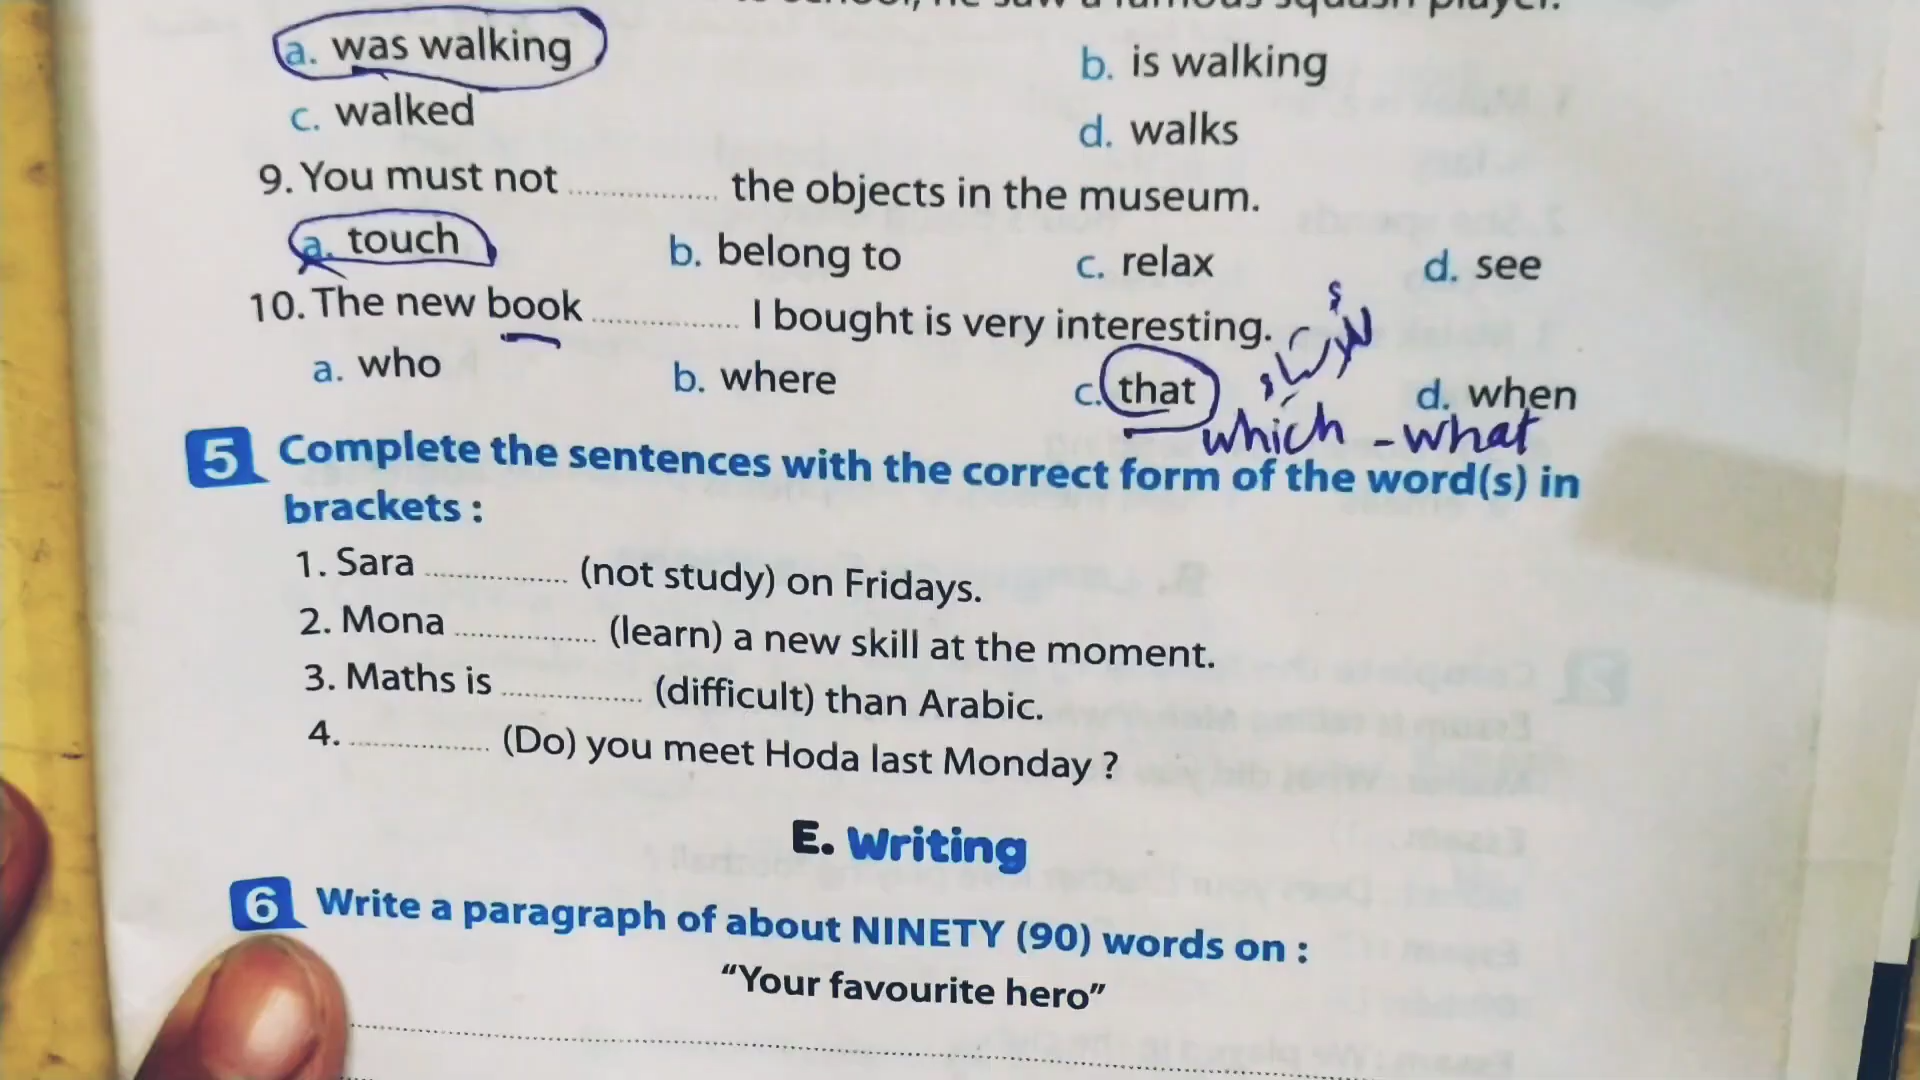 squash player.
a. was walking b. is walking
c. walked d. walks
9. You must not .............. the objects in the museum.
a. touch b. belong to c. relax d. see
10. The new book .............. I bought is very interesting.
a. who b. where c. that d. when
which - what
5 Complete the sentences with the correct form of the word(s) in
brackets :
1. Sara .............. (not study) on Fridays.
2. Mona .............. (learn) a new skill at the moment.
3. Maths is .............. (difficult) than Arabic.
4. .............. (Do) you meet Hoda last Monday ?
E. Writing
6 Write a paragraph of about NINETY (90) words on :
“Your favourite hero”